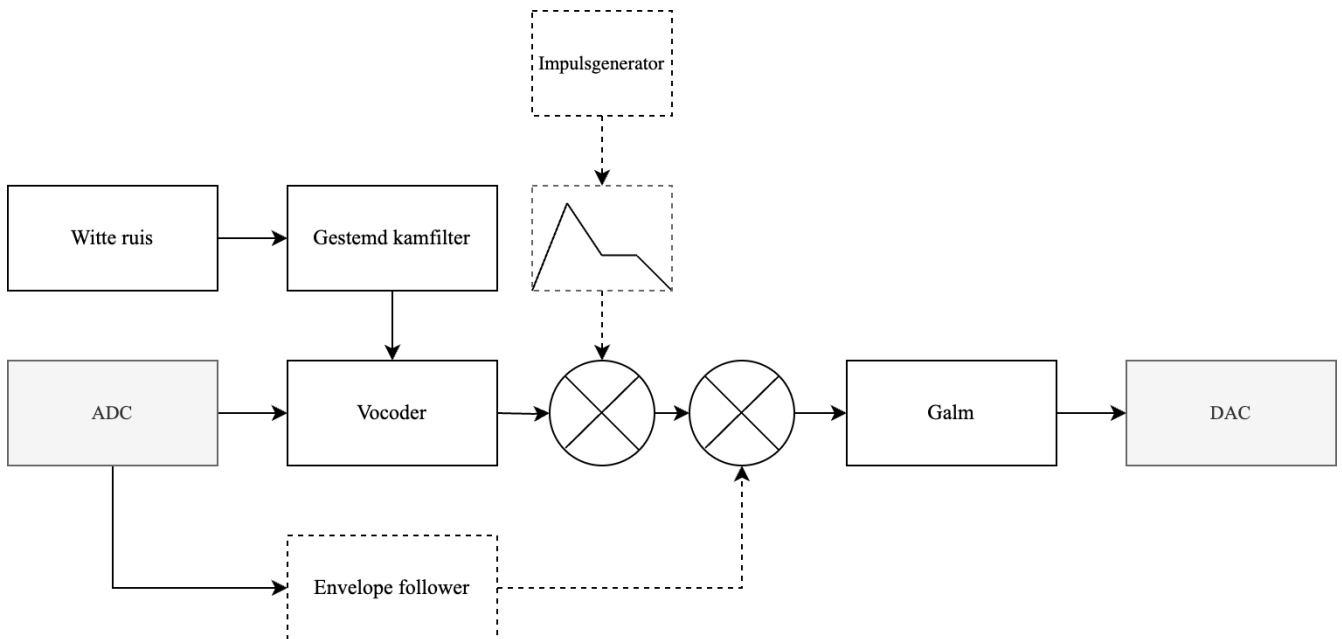 Impulsgenerator
Witte ruis
Gestemd kamfilter
ADC
Vocoder
Galm
DAC
Envelope follower